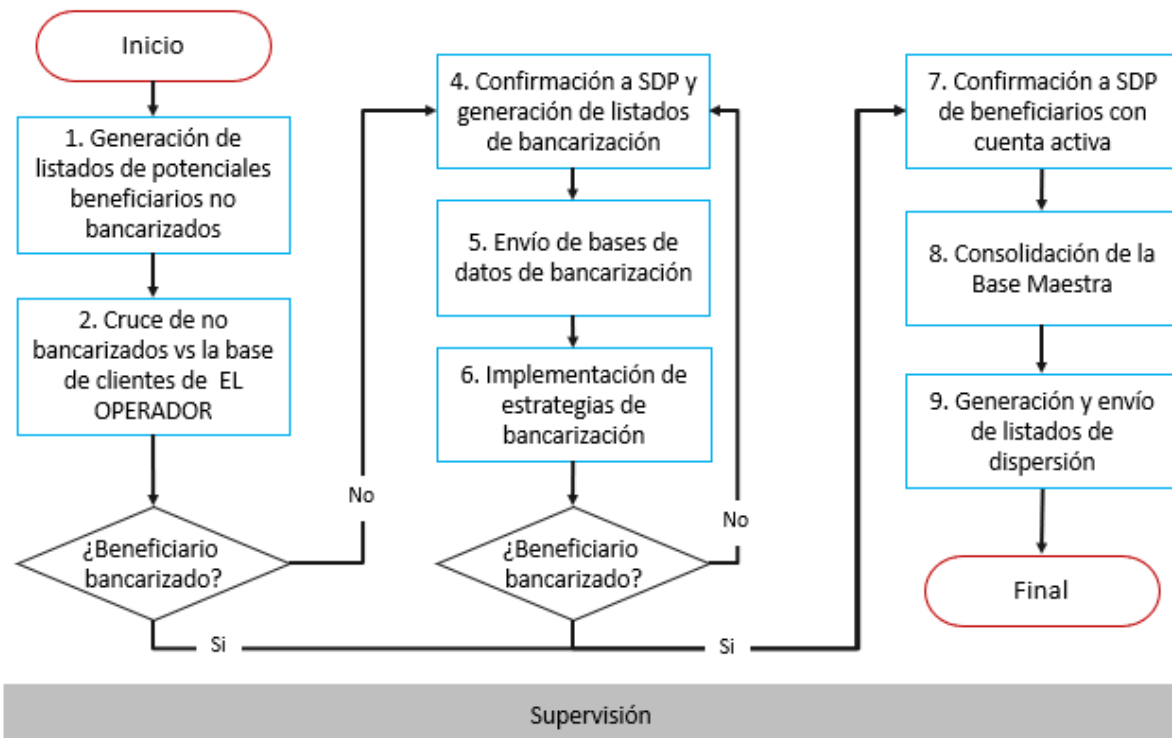 Inicio
1. Generación de
listados de potenciales
beneficiarios no
bancarizados
2. Cruce de no
bancarizados vs la base
de clientes de EL
OPERADOR
¿Beneficiario
bancarizado?
No
Si
4. Confirmación a SDP y
generación de listados
de bancarización
5. Envío de bases de
datos de bancarización
6. Implementación de
estrategias de
bancarización
¿Beneficiario
bancarizado?
No
Si
7. Confirmación a SDP
de beneficiarios con
cuenta activa
8. Consolidación de la
Base Maestra
9. Generación y envío
de listados de
dispersión
Final
Supervisión